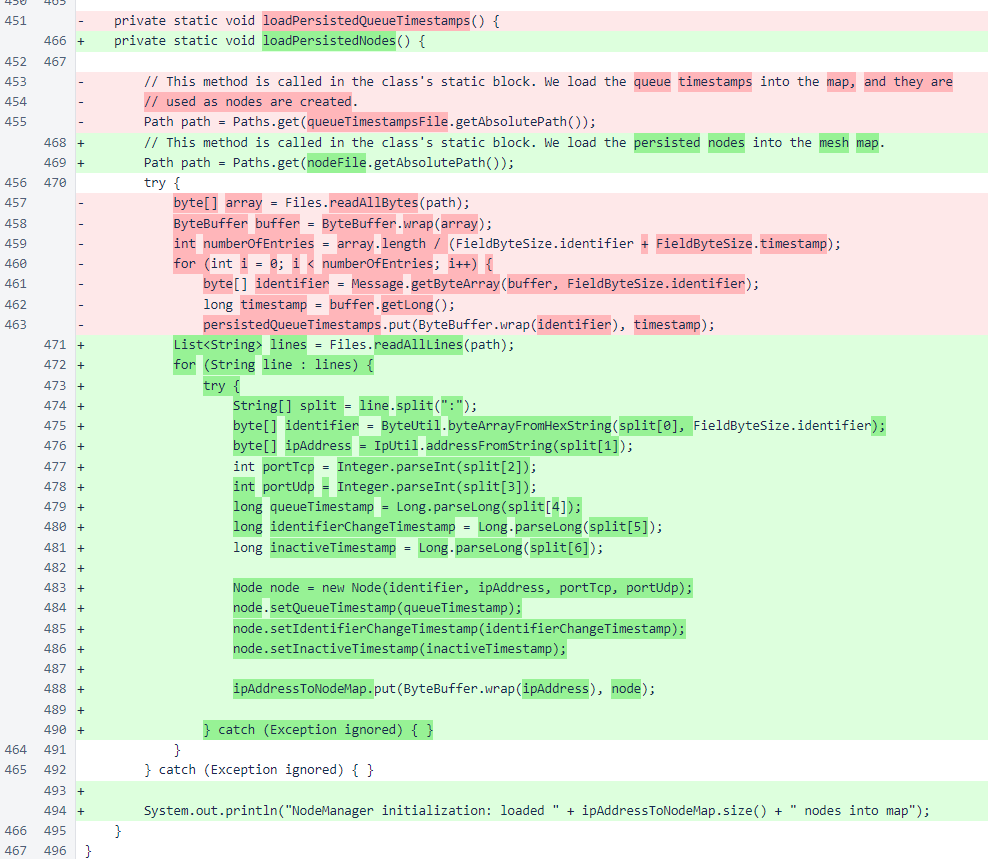 450 465
451 - private static void loadPersistedQueueTimestamps() {
466 + private static void loadPersistedNodes() {
452 467
453 - // This method is called in the class's static block. We load the queue timestamps into the map, and they are
454 - // used as nodes are created.
455 - Path path = Paths.get(queueTimestampsFile.getAbsolutePath());
468 + // This method is called in the class's static block. We load the persisted nodes into the mesh map.
469 + Path path = Paths.get(nodeFile.getAbsolutePath());
456 470 try {
457 - byte[] array = Files.readAllBytes(path);
458 - ByteBuffer buffer = ByteBuffer.wrap(array);
459 - int numberOfEntries = array.length / (FieldByteSize.identifier + FieldByteSize.timestamp);
460 - for (int i = 0; i < numberOfEntries; i++) {
461 - byte[] identifier = Message.getByteArray(buffer, FieldByteSize.identifier);
462 - long timestamp = buffer.getLong();
463 - persistedQueueTimestamps.put(ByteBuffer.wrap(identifier), timestamp);
471 + List<String> lines = Files.readAllLines(path);
472 + for (String line : lines) {
473 + try {
474 + String[] split = line.split(":");
475 + byte[] identifier = ByteUtil.byteArrayFromHexString(split[0], FieldByteSize.identifier);
476 + byte[] ipAddress = IpUtil.addressFromString(split[1]);
477 + int portTcp = Integer.parseInt(split[2]);
478 + int portUdp = Integer.parseInt(split[3]);
479 + long queueTimestamp = Long.parseLong(split[4]);
480 + long identifierChangeTimestamp = Long.parseLong(split[5]);
481 + long inactiveTimestamp = Long.parseLong(split[6]);
482 +
483 + Node node = new Node(identifier, ipAddress, portTcp, portUdp);
484 + node.setQueueTimestamp(queueTimestamp);
485 + node.setIdentifierChangeTimestamp(identifierChangeTimestamp);
486 + node.setInactiveTimestamp(inactiveTimestamp);
487 +
488 + ipAddressToNodeMap.put(ByteBuffer.wrap(ipAddress), node);
489 +
490 + } catch (Exception ignored) { }
464 491 }
465 492 } catch (Exception ignored) { }
493 +
494 + System.out.println("NodeManager initialization: loaded " + ipAddressToNodeMap.size() + " nodes into map");
466 495 }
467 496 }